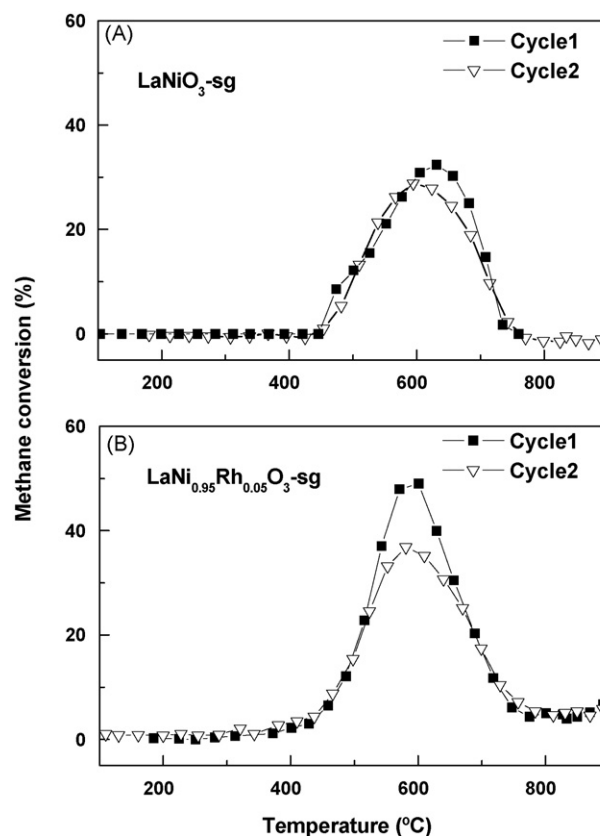 (A)
LaNiO₃-sg
Cycle1
Cycle2
60
40
20
0
200 400 600 800
Methane conversion (%)
(B)
LaNi₀.₉₅Rh₀.₀₅O₃-sg
Cycle1
Cycle2
60
40
20
0
200 400 600 800
Temperature (ºC)